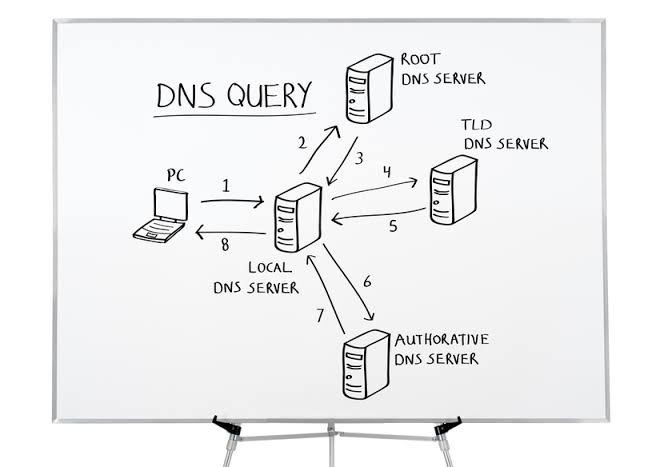 DNS QUERY
ROOT
DNS SERVER
TLD
DNS SERVER
PC
1
2
3
4
5
8
LOCAL
DNS SERVER
6
7
AUTHORATIVE
DNS SERVER